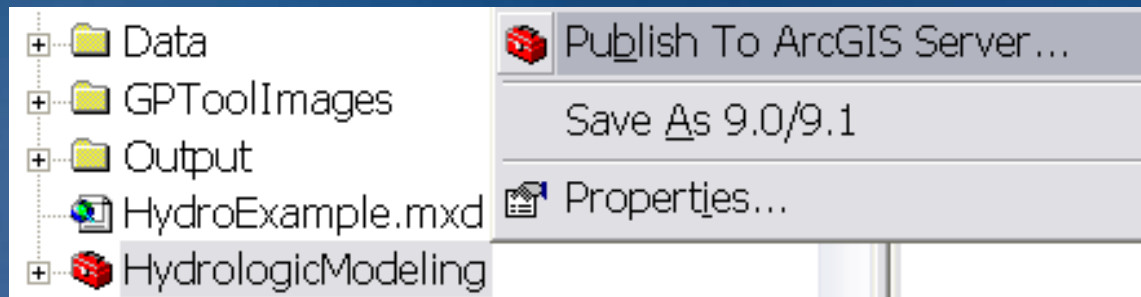 Data
GPToolImages
Output
HydroExample.mxd
HydrologicModeling
Publish To ArcGIS Server...
Save As 9.0/9.1
Properties...